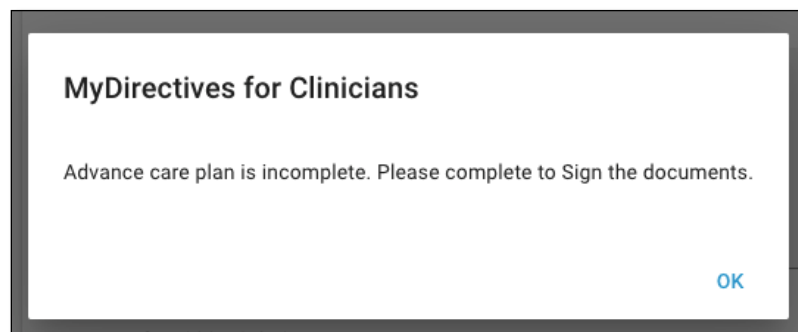 MyDirectives for Clinicians
Advance care plan is incomplete. Please complete to Sign the documents.
OK